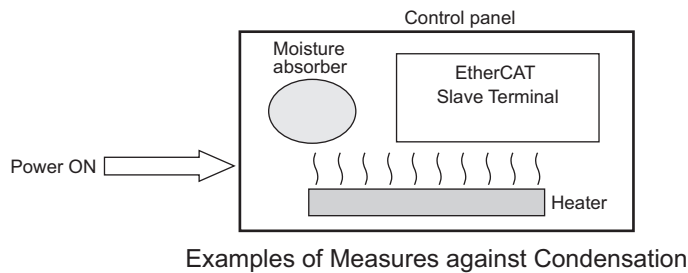 Control panel
Moisture
absorber
EtherCAT
Slave Terminal
Power ON
Heater
Examples of Measures against Condensation